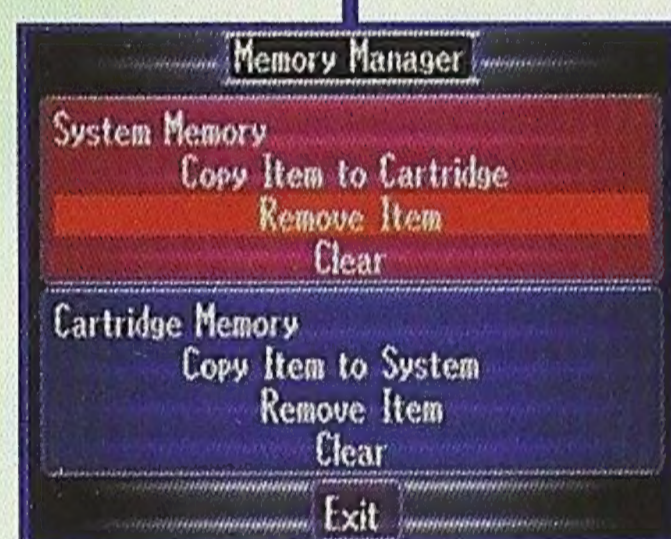 Memory Manager
System Memory
Copy Item to Cartridge
Remove Item
Clear
Cartridge Memory
Copy Item to System
Remove Item
Clear
Exit